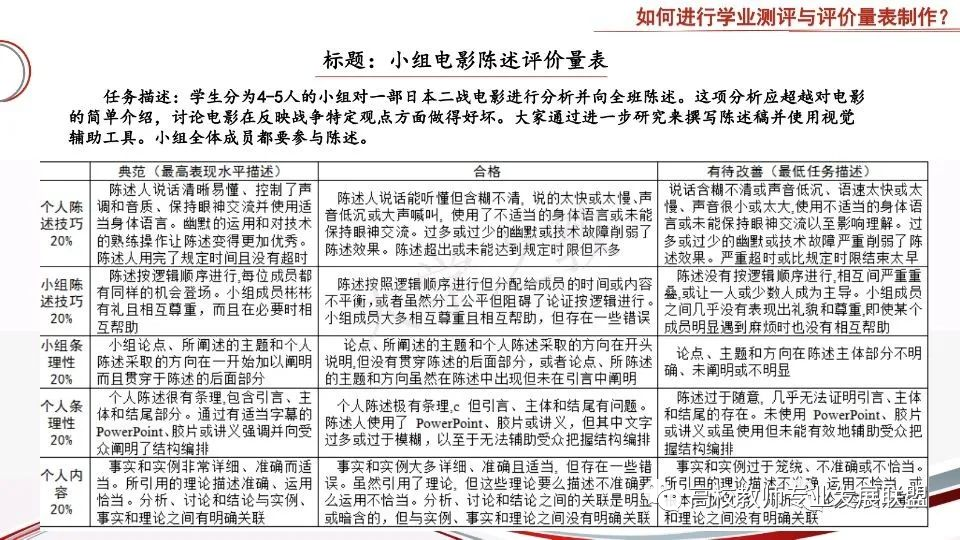 如何进行学业测评与评价量表制作？
标题：小组电影陈述评价量表
任务描述：学生分为4-5人的小组对一部日本二战电影进行分析并向全班陈述。这项分析应超越对电影
的简单介绍，讨论电影在反映战争特定观点方面做得好坏。大家通过进一步研究来撰写陈述稿并使用视觉
辅助工具。小组全体成员都要参与陈述。
典范（最高表现水平描述）
合格
有待改善（最低任务描述）
个人陈
述技巧
20%
陈述人说话清晰易懂、控制了声
调和音质、保持眼神交流并使用适
当身体语言。幽默的运用和对技术
的熟练操作让陈述变得更加优秀。
陈述人用完了规定时间且没有超时
陈述人说话能听懂但含糊不清，说的太快或太慢、声
音低沉或大声喊叫，使用了不适当的身体语言或未能
保持眼神交流。过多或过少的幽默或技术故障削弱了
陈述效果。陈述超出或未能达到规定时限但不多
说话含糊不清或声音低沉、语速太快或太
慢、声音很小或太大,使用不适当的身体语
言或未能保持眼神交流以至影响理解。过
多或过少的幽默或技术故障严重削弱了陈
述效果。严重超时或比规定时限结束太早
小组陈
述技巧
20%
陈述按逻辑顺序进行,每位成员都
有同样的机会登场。小组成员彬彬
有礼且相互尊重，而且在必要时相
互帮助
陈述按照逻辑顺序进行但分配给成员的时间或内容
不平衡,或者虽然分工公平但阻碍了论证按逻辑进行。
小组成员大多相互尊重且相互帮助，但存在一些错误
陈述没有按逻辑顺序进行,相互间严重重
叠,或让一人或少数人成为主导。小组成员
之间几乎没有表现出礼貌和尊重,即使某个
成员明显遇到麻烦时也没有相互帮助
小组条
理性
20%
小组论点、所阐述的主题和个人
陈述采取的方向在一开始加以阐明
而且贯穿于陈述的后面部分
论点、所阐述的主题和个人陈述采取的方向在开头
说明,但没有贯穿陈述的后面部分，或者论点、所陈述
的主题和方向虽然在陈述中出现但未在引言中阐明
论点、主题和方向在陈述主体部分不明
确、未阐明或不明显
个人条
理性
20%
个人陈述很有条理,包含引言、主
体和结尾部分。通过有适当字幕的
PowerPoint、胶片或讲义强调并向受
众阐明了结构编排
个人陈述极有条理,c 但引言、主体和结尾有问题。
陈述人使用了 PowerPoint、胶片或讲义，但其中文字
过多或过于模糊，以至于无法辅助受众把握结构编排
陈述过于随意，几乎无法证明引言、主
体和结尾的存在。未使用 PowerPoint、胶片
或讲义或虽使用但未能有效地辅助受众把
握结构编排
个人内
容
20%
事实和实例非常详细、准确而适
当。所引用的理论描述准确、运用
恰当。分析、讨论和结论与实例、
事实和理论之间有明确关联
事实和实例大多详细、准确且适当，但存在一些错
误。虽然引用了理论，但这些理论要么描述不准确要
么运用不恰当。分析、讨论和结论之间的关系是明显
或暗含的，但与实例、事实和理论之间没有明确关联
事实和实例过于笼统、不准确或不恰当。
所引用的理论描述不准确、运用不恰当，或
和理论之间没有明确关联
高校教师专业发展联盟